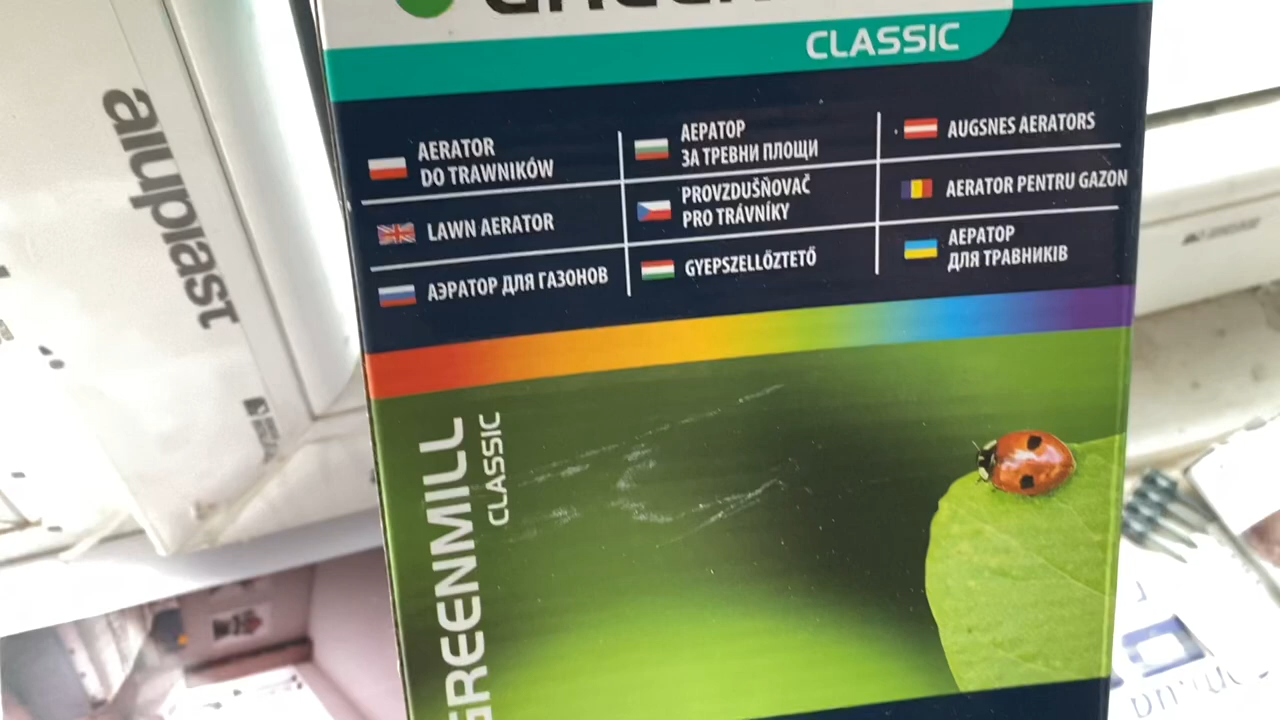 CLASSIC
AERATOR
DO TRAWNIKÓW
LAWN AERATOR
АЭРАТОР ДЛЯ ГАЗОНОВ
АЕРАТОР
ЗА ТРЕВНИ ПЛОЩИ
PROVZDUŠŇOVAČ
PRO TRÁVNÍKY
GYEPSZELLŐZTETŐ
AUGSNES AERATORS
AERATOR PENTRU GAZON
АЕРАТОР
ДЛЯ ТРАВНИКІВ
GREENMILL
CLASSIC
aluplast